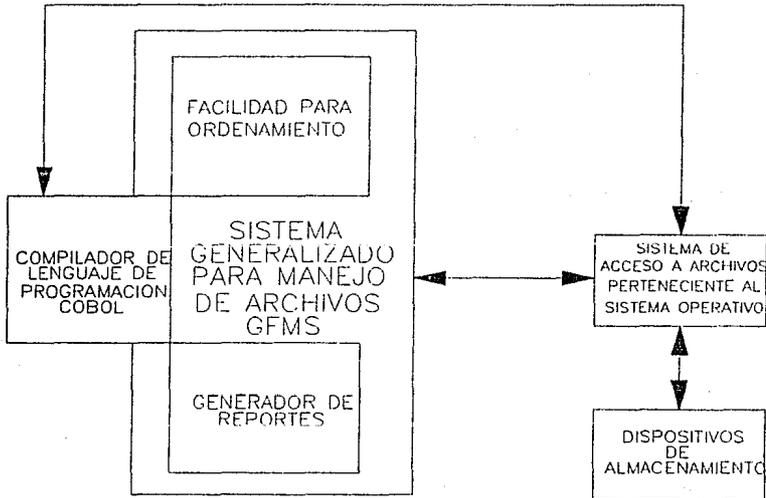 FACILIDAD PARA
ORDENAMIENTO
SISTEMA
GENERALIZADO
PARA MANEJO
DE ARCHIVOS
GFMS
COMPILADOR DE
LENGUAJE DE
PROGRAMACION
COBOL
GENERADOR DE
REPORTES
SISTEMA DE
ACCESO A ARCHIVOS
PERTENECIENTE AL
SISTEMA OPERATIVO
DISPOSITIVOS
DE
ALMACENAMIENTO